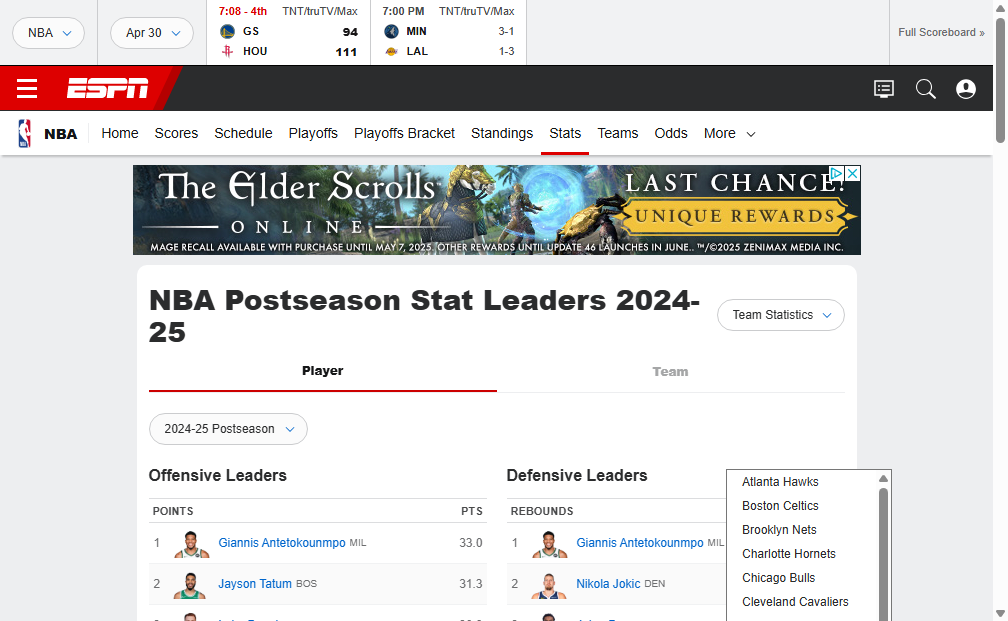 NBA
Apr 30
7:08 - 4th TNT/truTV/Max
GS 94
HOU 111
7:00 PM TNT/truTV/Max
MIN 3-1
LAL 1-3
Full Scoreboard »
ESPN
NBA Home Scores Schedule Playoffs Playoffs Bracket Standings Stats Teams Odds More
The Elder Scrolls
ONLINE
LAST CHANCE!
UNIQUE REWARDS
MAGE RECALL AVAILABLE WITH PURCHASE UNTIL MAY 7, 2025. OTHER REWARDS UNTIL UPDATE 46 LAUNCHES IN JUNE.. ™/©2025 ZENIMAX MEDIA INC.
NBA Postseason Stat Leaders 2024-
25
Team Statistics
Player Team
2024-25 Postseason
Offensive Leaders
POINTS PTS
1 Giannis Antetokounmpo MIL 33.0
2 Jayson Tatum BOS 31.3
Defensive Leaders
REBOUNDS
1 Giannis Antetokounmpo MIL
2 Nikola Jokic DEN
Atlanta Hawks
Boston Celtics
Brooklyn Nets
Charlotte Hornets
Chicago Bulls
Cleveland Cavaliers